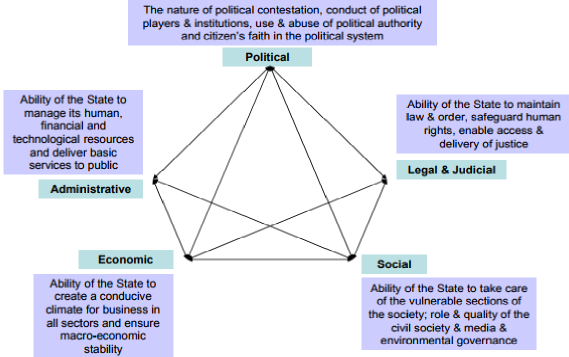 The nature of political contestation, conduct of political
players & institutions, use & abuse of political authority
and citizen's faith in the political system
Political
Ability of the State to
manage its human,
financial and
technological resources
and deliver basic
services to public
Administrative
Ability of the State to maintain
law & order, safeguard human
rights, enable access &
delivery of justice
Legal & Judicial
Economic
Ability of the State to
create a conducive
climate for business in
all sectors and ensure
macro-economic
stability
Social
Ability of the State to take care
of the vulnerable sections of
the society; role & quality of the
civil society & media &
environmental governance